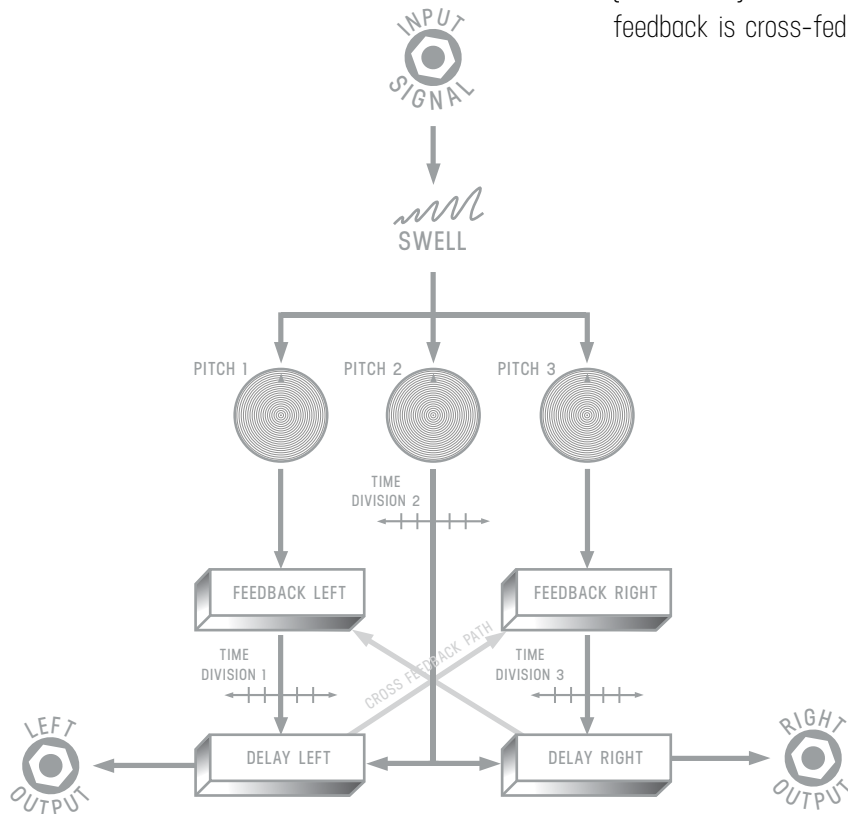 feedback is cross-fed
INPUT
SIGNAL
SWELL
PITCH 1
PITCH 2
PITCH 3
TIME
DIVISION 2
FEEDBACK LEFT
FEEDBACK RIGHT
CROSS FEEDBACK PATH
TIME
DIVISION 1
TIME
DIVISION 3
LEFT
OUTPUT
DELAY LEFT
DELAY RIGHT
RIGHT
OUTPUT